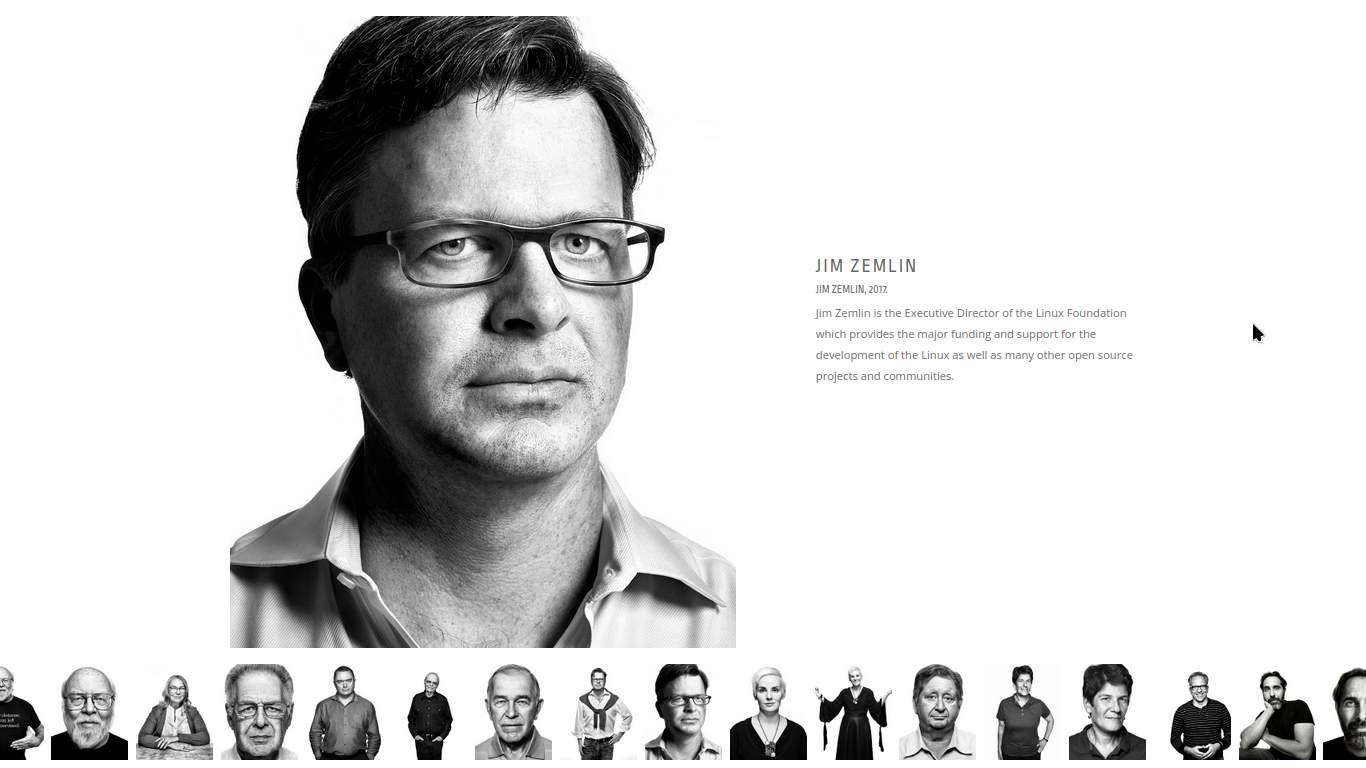 JIM ZEMLIN
JIM ZEMLIN, 2017.
Jim Zemlin is the Executive Director of the Linux Foundation
which provides the major funding and support for the
development of the Linux as well as many other open source
projects and communities.